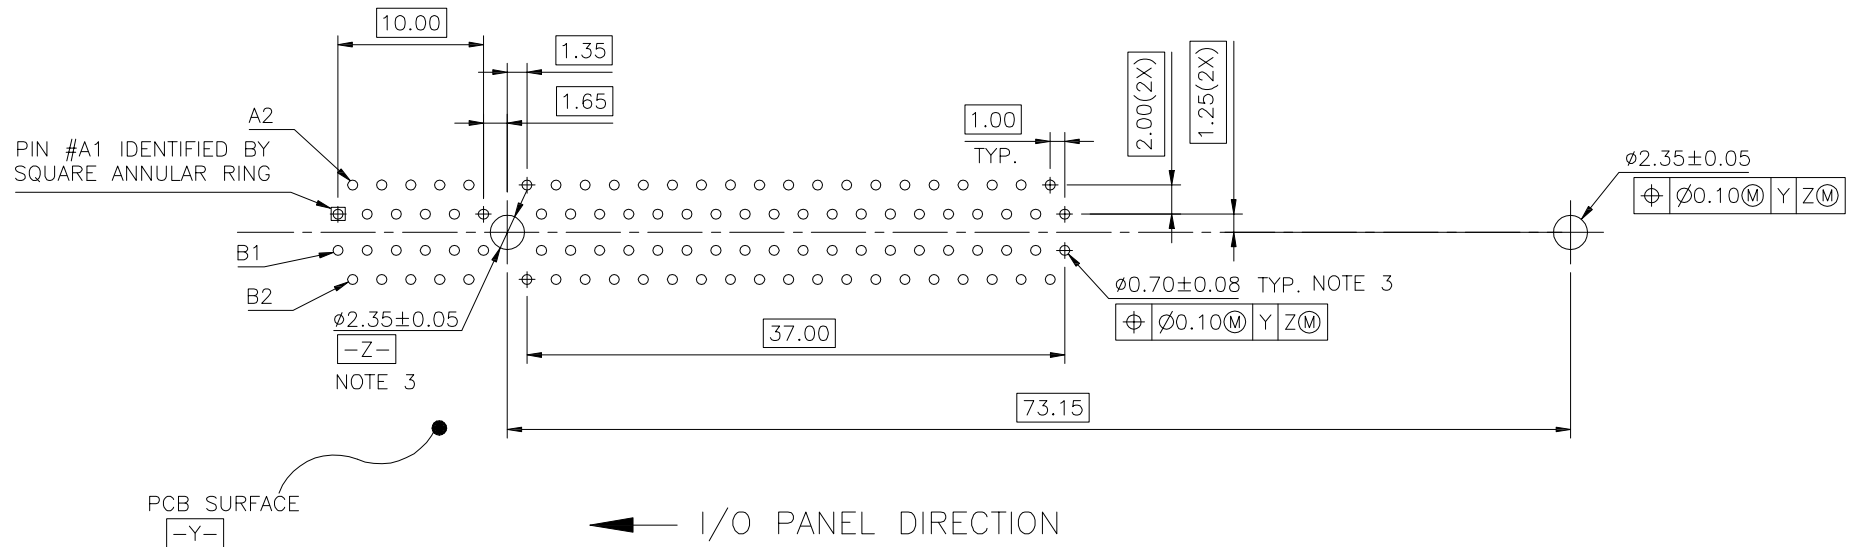 10.00
1.35
1.65
1.00
TYP.
2.00(2X)
1.25(2X)
A2
PIN #A1 IDENTIFIED BY
SQUARE ANNULAR RING
B1
B2
ø2.35±0.05
⌖ Ø0.10Ⓜ Y ZⓂ
ø0.70±0.08 TYP. NOTE 3
⌖ Ø0.10Ⓜ Y ZⓂ
ø2.35±0.05
-Z-
NOTE 3
37.00
73.15
PCB SURFACE
-Y-
I/O PANEL DIRECTION